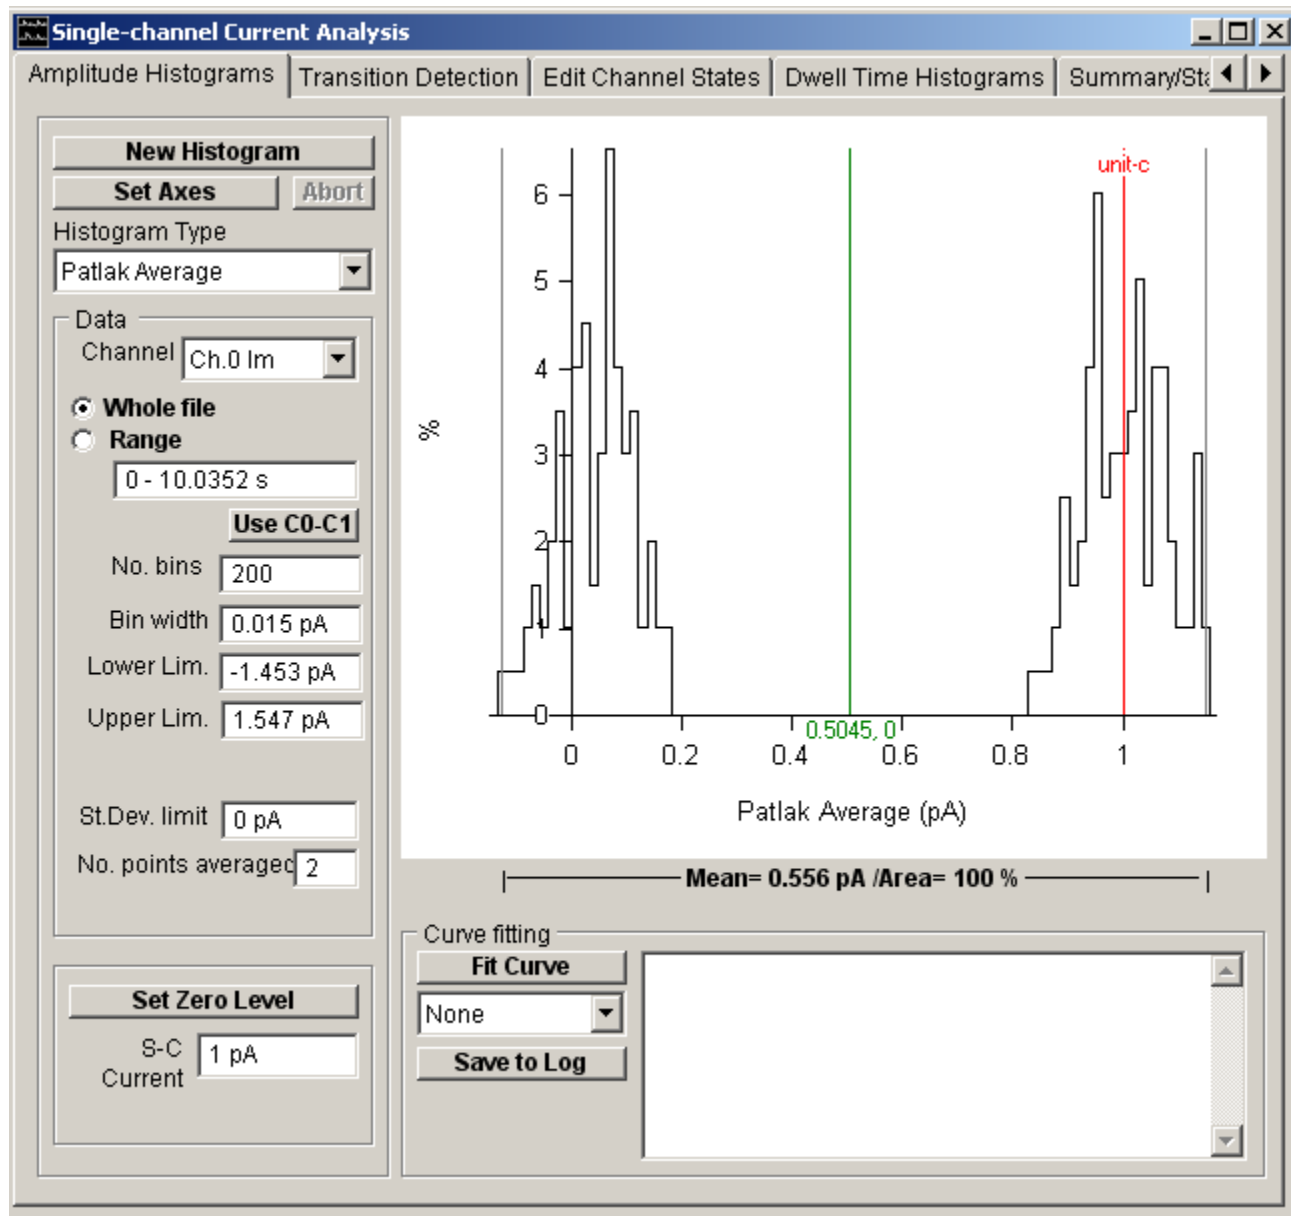 Single-channel Current Analysis
Amplitude Histograms Transition Detection Edit Channel States Dwell Time Histograms Summary/Sta
New Histogram
Set Axes Abort
Histogram Type
Patlak Average
Data
Channel Ch.0 Im
Whole file
Range
0 - 10.0352 s
Use C0-C1
No. bins 200
Bin width 0.015 pA
Lower Lim. -1.453 pA
Upper Lim. 1.547 pA
St.Dev. limit 0 pA
No. points averaged 2
Set Zero Level
S-C Current 1 pA
unit-c
6
5
4
%
3
2
1
0
0.5045, 0
0 0.2 0.4 0.6 0.8 1
Patlak Average (pA)
Mean= 0.556 pA /Area= 100 %
Curve fitting
Fit Curve
None
Save to Log